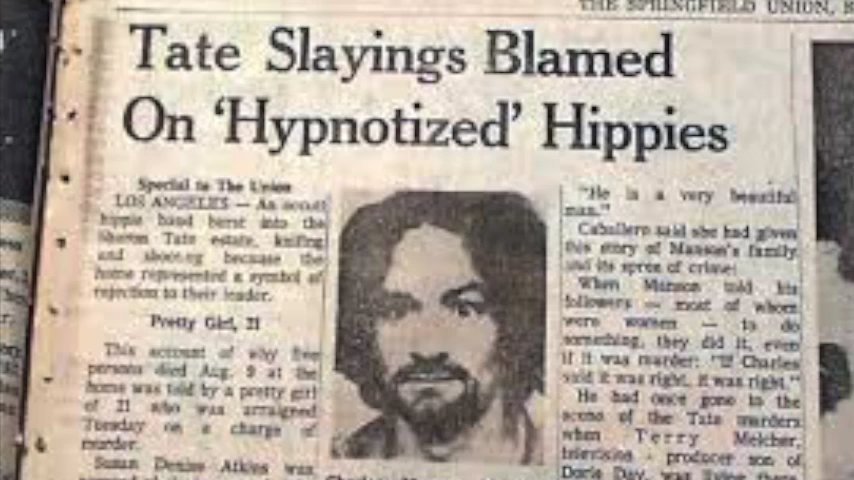 THE SPRINGFIELD UNION,
Tate Slayings Blamed
On 'Hypnotized' Hippies
Special to The Union
LOS ANGELES — An occult
hippie band burst into the
Sharon Tate estate, knifing
and shooting because the
home represented a symbol of
rejection to their leader.
Pretty Girl, 21
This account of why five
persons died Aug. 9 at the
home was told by a pretty girl
of 21 who was arraigned
Tuesday on a charge of
murder.
Susan Denise Atkins was
"He is a very beautiful
man."
Caballero said she had given
this story of Manson's family
and its spree of crime:
When Manson told his
followers — most of whom
were women — to do
something, they did it, even
if it was murder: "If Charles
said it was right, it was right."
He had once gone to the
scene of the Tate murders
when Terry Melcher,
television - producer son of
Doris Day, was living there